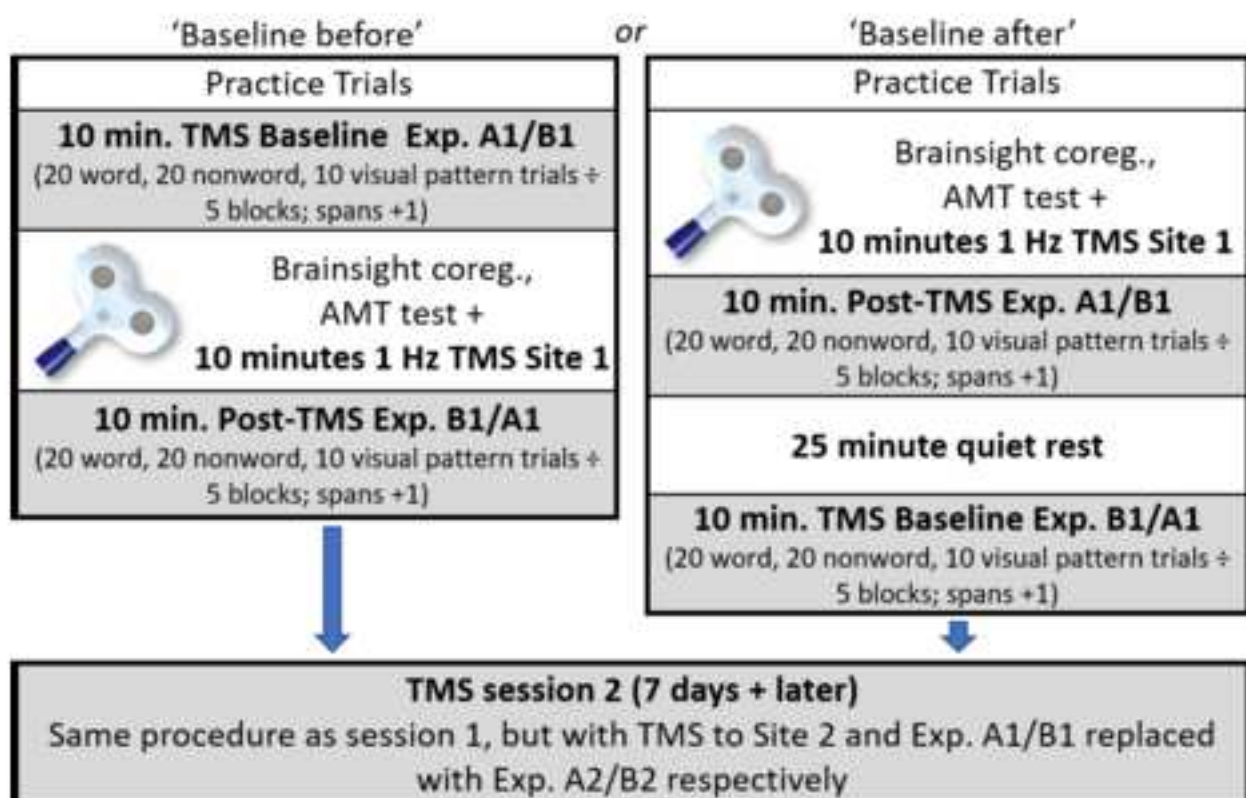 'Baseline before'
or
'Baseline after'
Practice Trials
10 min. TMS Baseline Exp. A1/B1
(20 word, 20 nonword, 10 visual pattern trials ÷
5 blocks; spans +1)
Brainsight coreg.,
AMT test +
10 minutes 1 Hz TMS Site 1
10 min. Post-TMS Exp. B1/A1
(20 word, 20 nonword, 10 visual pattern trials ÷
5 blocks; spans +1)
Practice Trials
Brainsight coreg.,
AMT test +
10 minutes 1 Hz TMS Site 1
10 min. Post-TMS Exp. A1/B1
(20 word, 20 nonword, 10 visual pattern trials ÷
5 blocks; spans +1)
25 minute quiet rest
10 min. TMS Baseline Exp. B1/A1
(20 word, 20 nonword, 10 visual pattern trials ÷
5 blocks; spans +1)
TMS session 2 (7 days + later)
Same procedure as session 1, but with TMS to Site 2 and Exp. A1/B1 replaced
with Exp. A2/B2 respectively